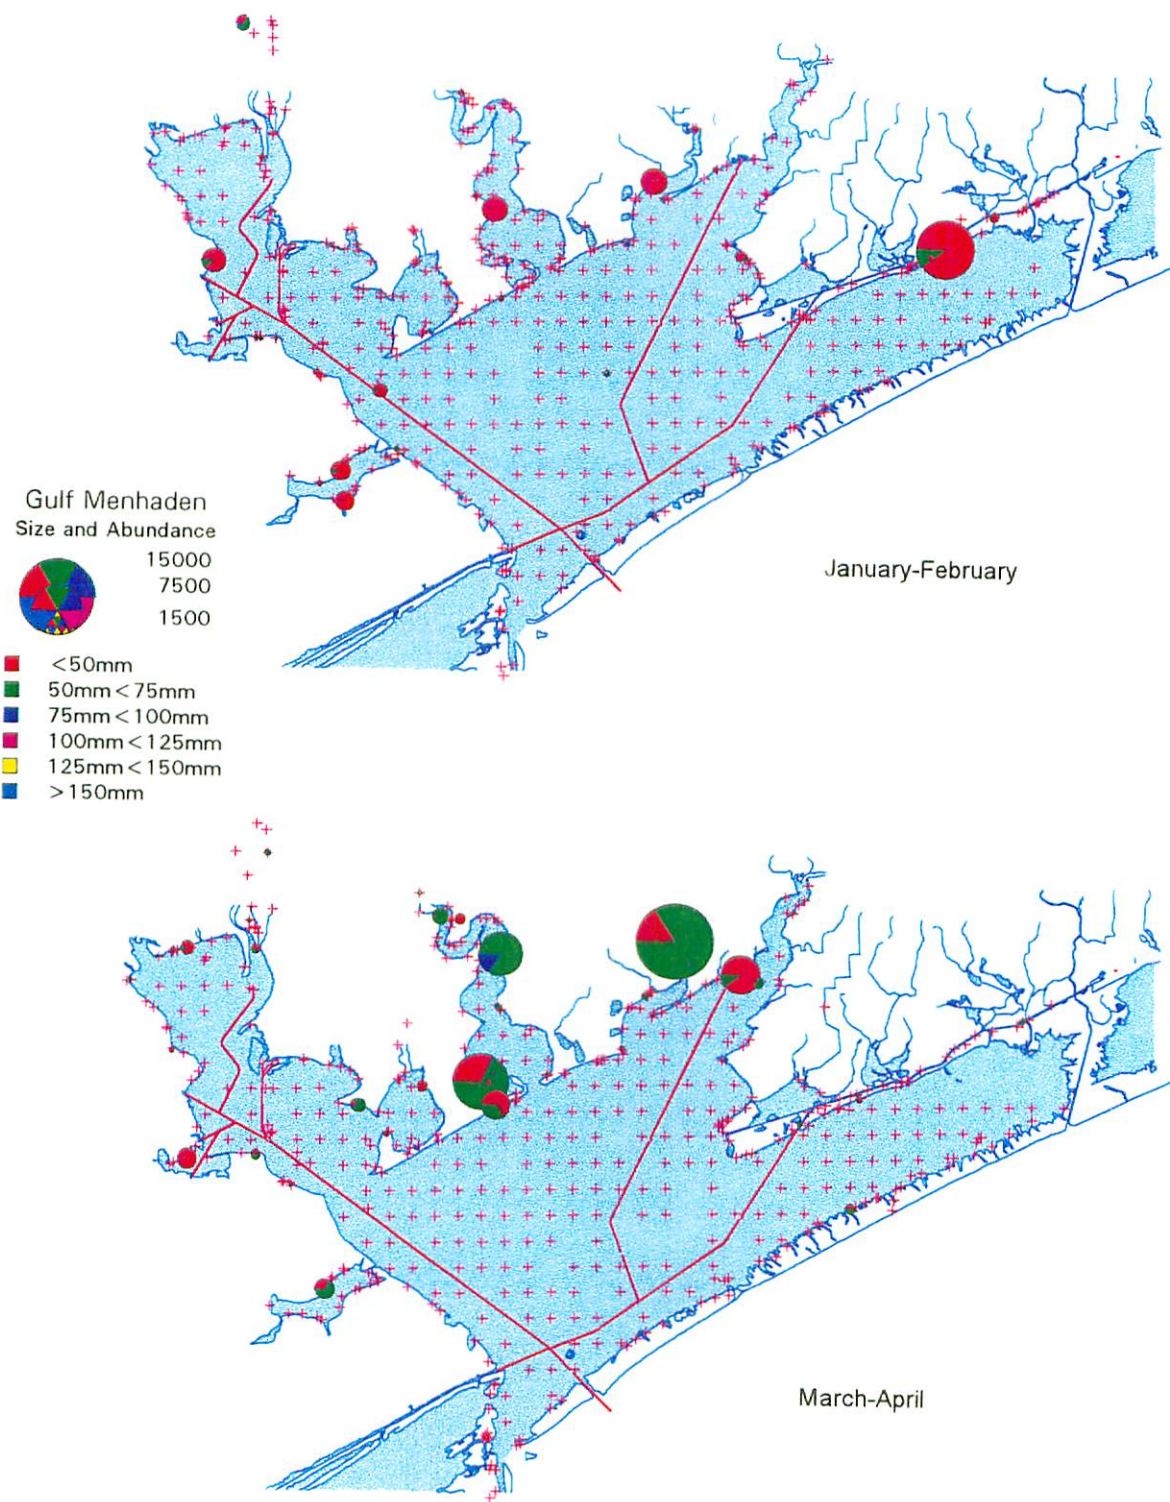 Gulf Menhaden
Size and Abundance
15000
7500
1500
January-February
<50mm
50mm<75mm
75mm<100mm
100mm<125mm
125mm<150mm
>150mm
March-April